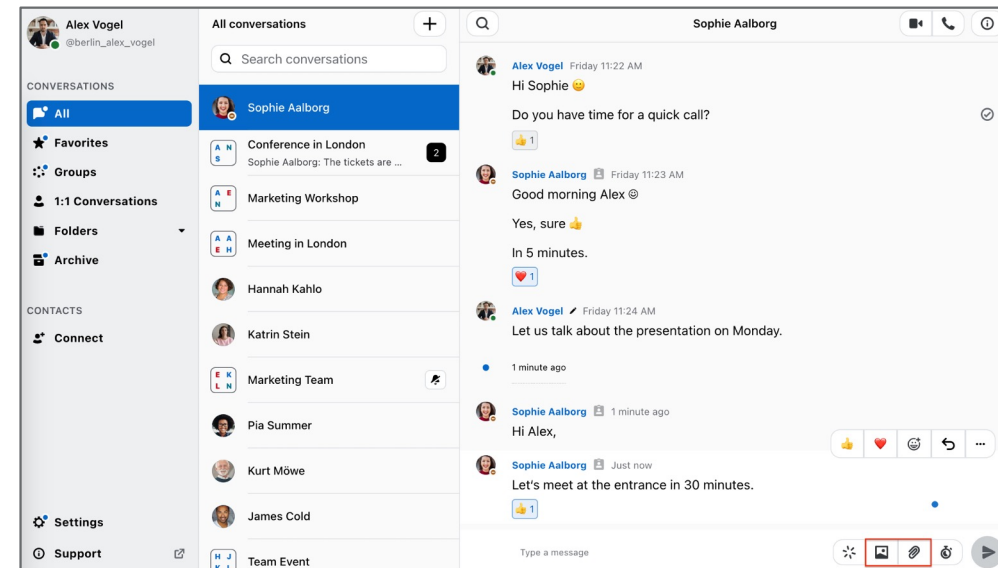 Alex Vogel
@berlin_alex_vogel
CONVERSATIONS
All
Favorites
Groups
1:1 Conversations
Folders
Archive
CONTACTS
Connect
Settings
Support
All conversations
Search conversations
Sophie Aalborg
A N
S
Conference in London
Sophie Aalborg: The tickets are ...
2
A E
N
Marketing Workshop
A A
E H
Meeting in London
Hannah Kahlo
Katrin Stein
E K
L N
Marketing Team
Pia Summer
Kurt Möwe
James Cold
H J
K L
Team Event
Sophie Aalborg
Alex Vogel Friday 11:22 AM
Hi Sophie 😊
Do you have time for a quick call?
👍 1
Sophie Aalborg Friday 11:23 AM
Good morning Alex ☺
Yes, sure 👍
In 5 minutes.
❤️ 1
Alex Vogel Friday 11:24 AM
Let us talk about the presentation on Monday.
1 minute ago
Sophie Aalborg 1 minute ago
Hi Alex,
Sophie Aalborg Just now
Let's meet at the entrance in 30 minutes.
👍 1
Type a message